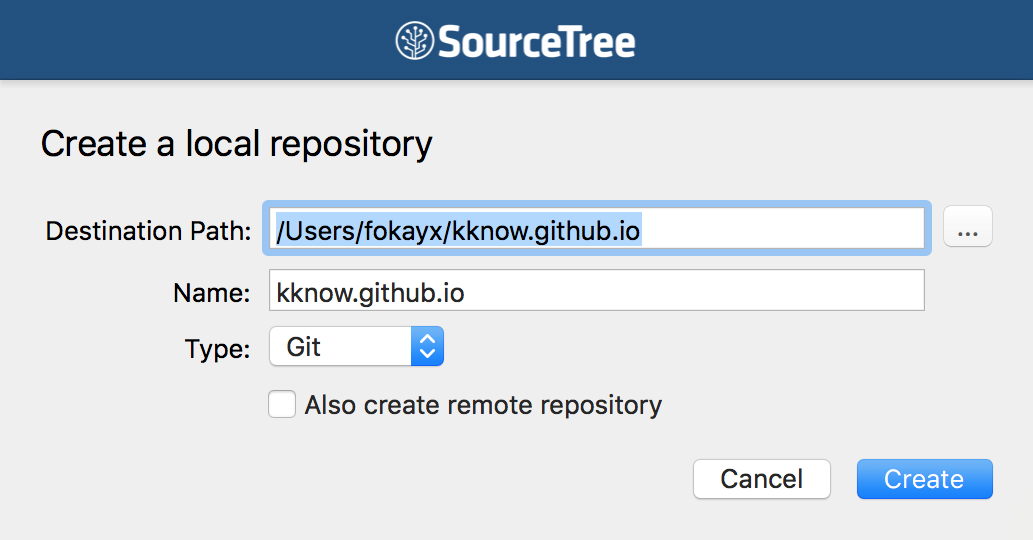 SourceTree
Create a local repository
Destination Path: /Users/fokayx/kknow.github.io ...
Name: kknow.github.io
Type: Git
Also create remote repository
Cancel Create